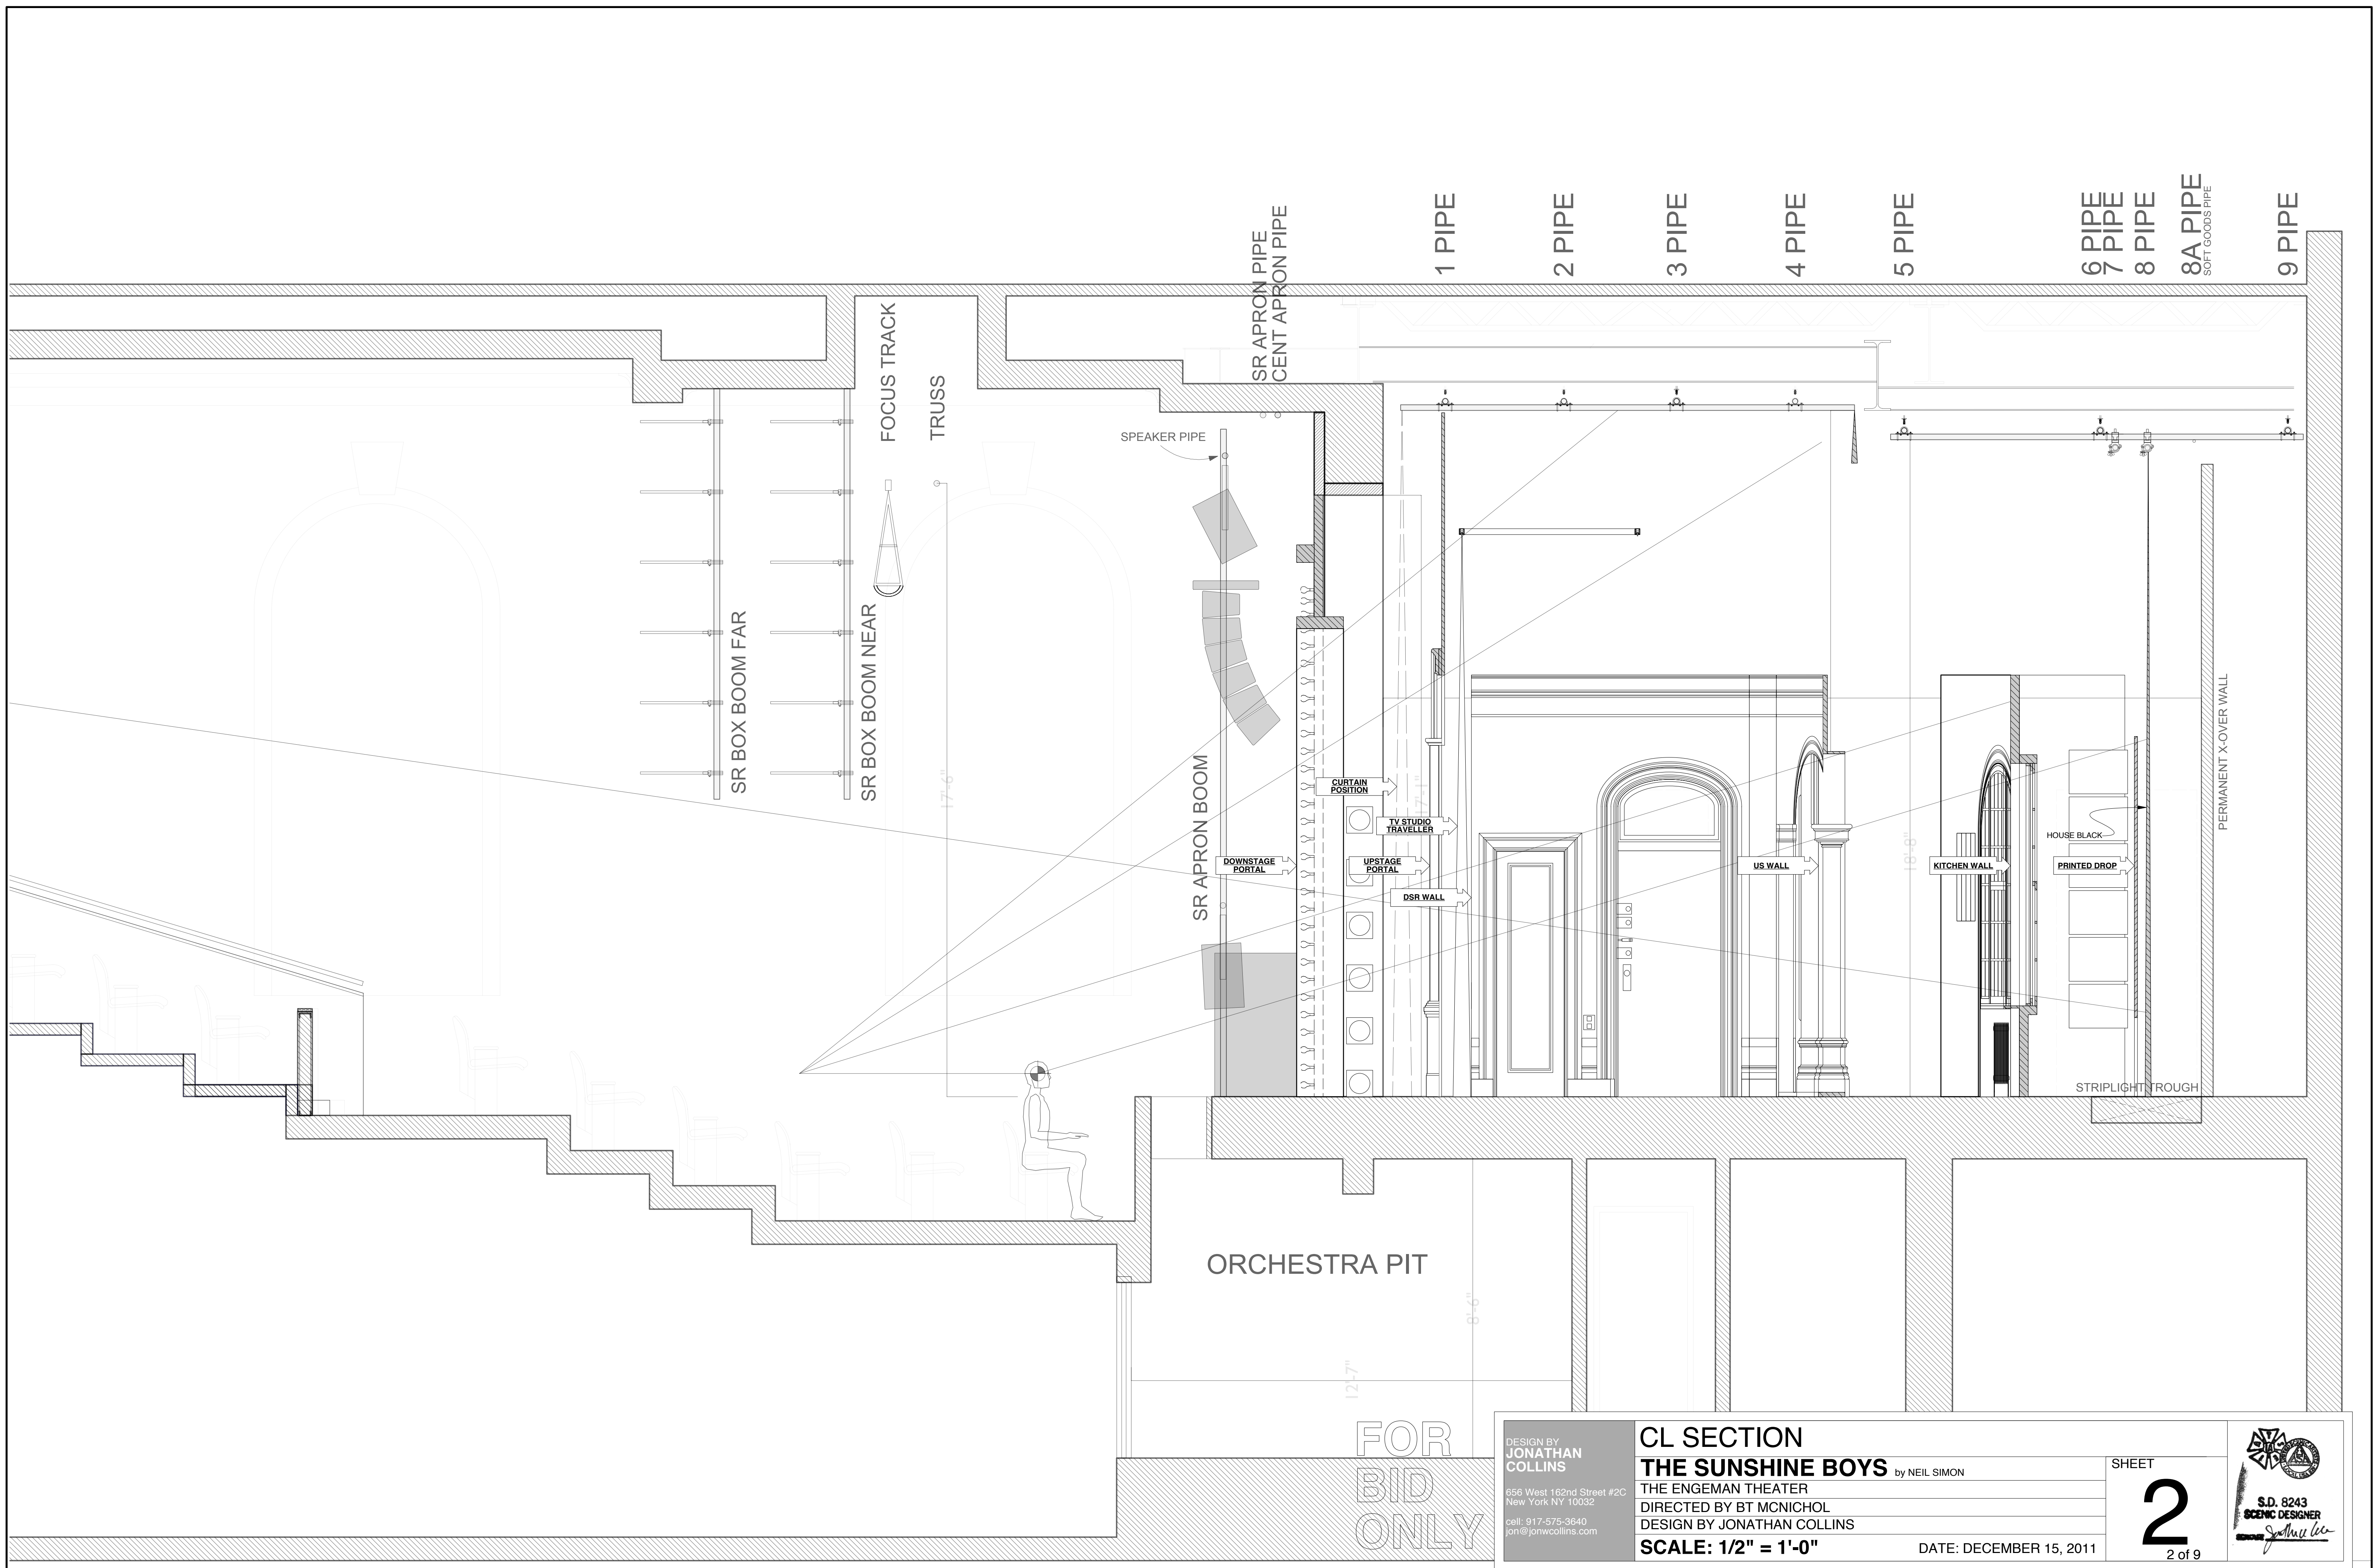 SR APRON PIPE
CENT APRON PIPE
1 PIPE
2 PIPE
3 PIPE
4 PIPE
5 PIPE
6 PIPE
7 PIPE
8 PIPE
8A PIPE
SOFT GOODS PIPE
9 PIPE
FOCUS TRACK
TRUSS
SPEAKER PIPE
SR BOX BOOM FAR
SR BOX BOOM NEAR
17'-6"
SR APRON BOOM
CURTAIN
POSITION
17'-1"
TV STUDIO
TRAVELLER
DOWNSTAGE
PORTAL
UPSTAGE
PORTAL
DSR WALL
US WALL
18'-8"
KITCHEN WALL
HOUSE BLACK
PRINTED DROP
PERMANENT X-OVER WALL
STRIPLIGHT TROUGH
ORCHESTRA PIT
8'-6"
12'-7"
FOR
BID
ONLY
DESIGN BY
JONATHAN
COLLINS
656 West 162nd Street #2C
New York NY 10032
cell: 917-575-3640
jon@jonwcollins.com
CL SECTION
THE SUNSHINE BOYS by NEIL SIMON
THE ENGEMAN THEATER
DIRECTED BY BT MCNICHOL
DESIGN BY JONATHAN COLLINS
SCALE: 1/2" = 1'-0"
DATE: DECEMBER 15, 2011
SHEET
2
2 of 9
S.D. 8243
SCENIC DESIGNER